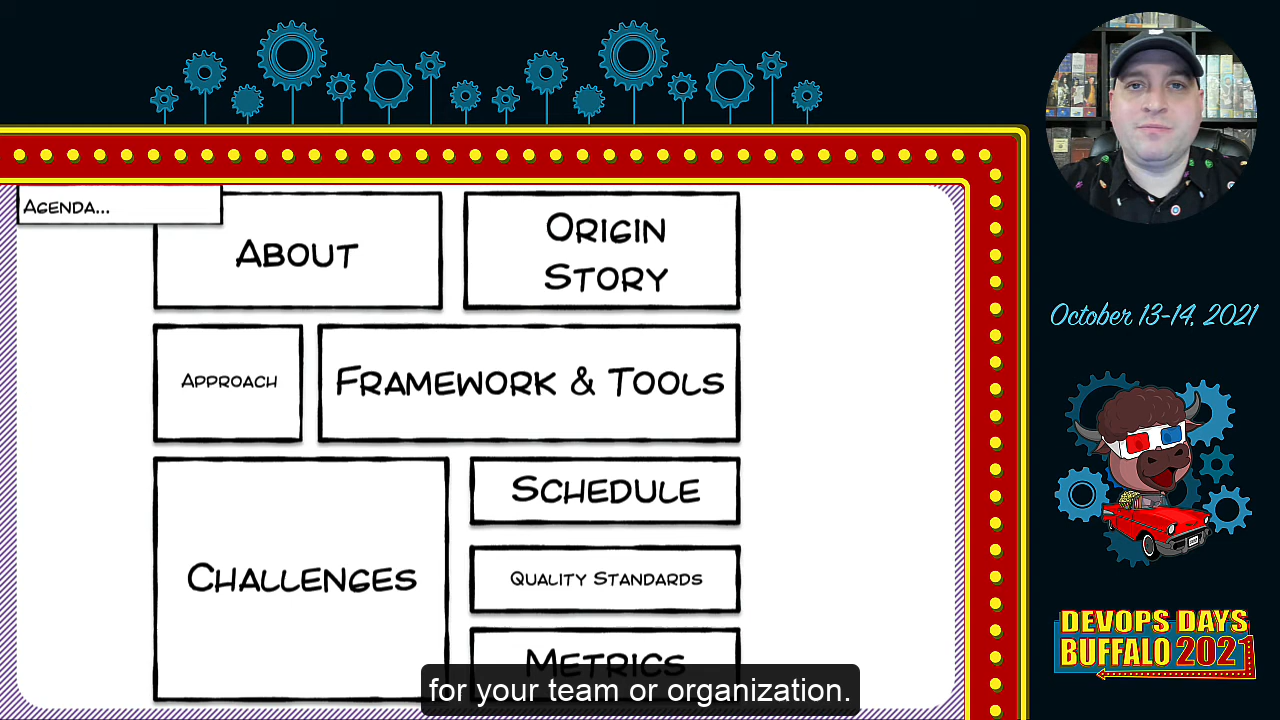 Agenda...
About
Origin
Story
Approach
Framework & Tools
Challenges
Schedule
Quality Standards
Metrics
for your team or organization.
October 13-14, 2021
DEVOPS DAYS
BUFFALO 2021